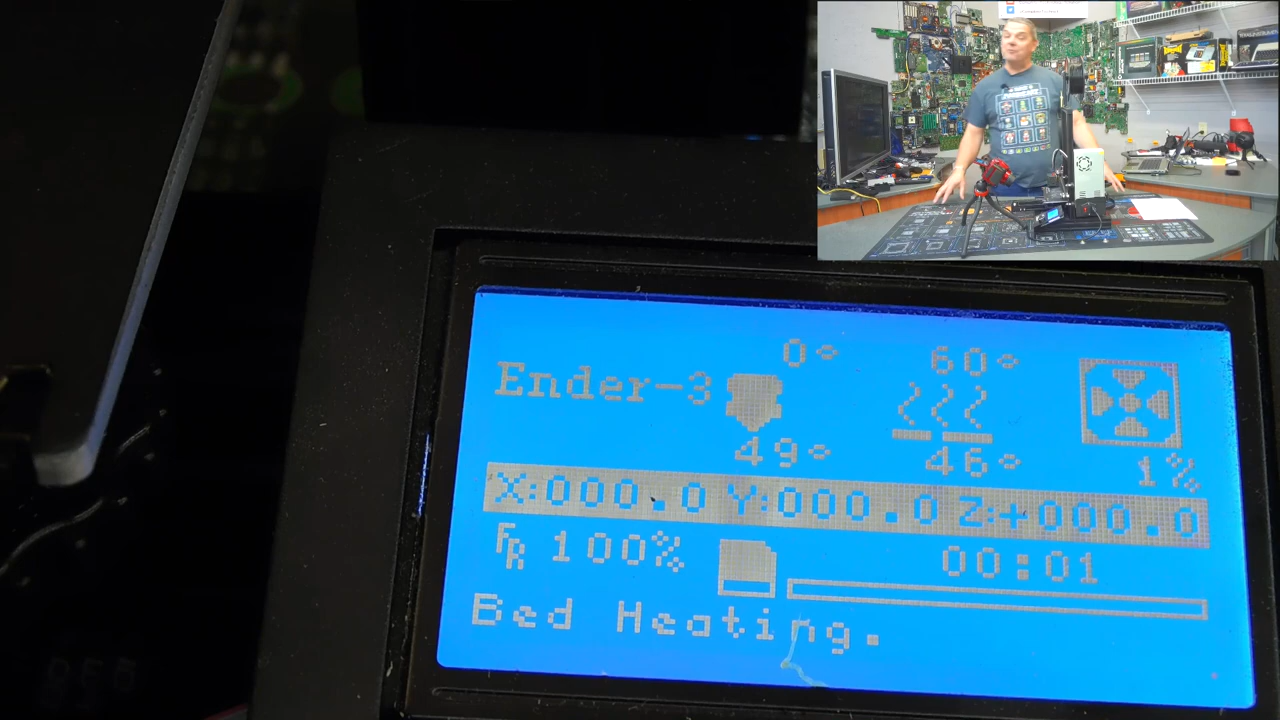 0° 60°
Ender-3
49° 46° 1%
X:000.0 Y:000.0 Z:+000.0
FR 100% 00:01
Bed Heating.